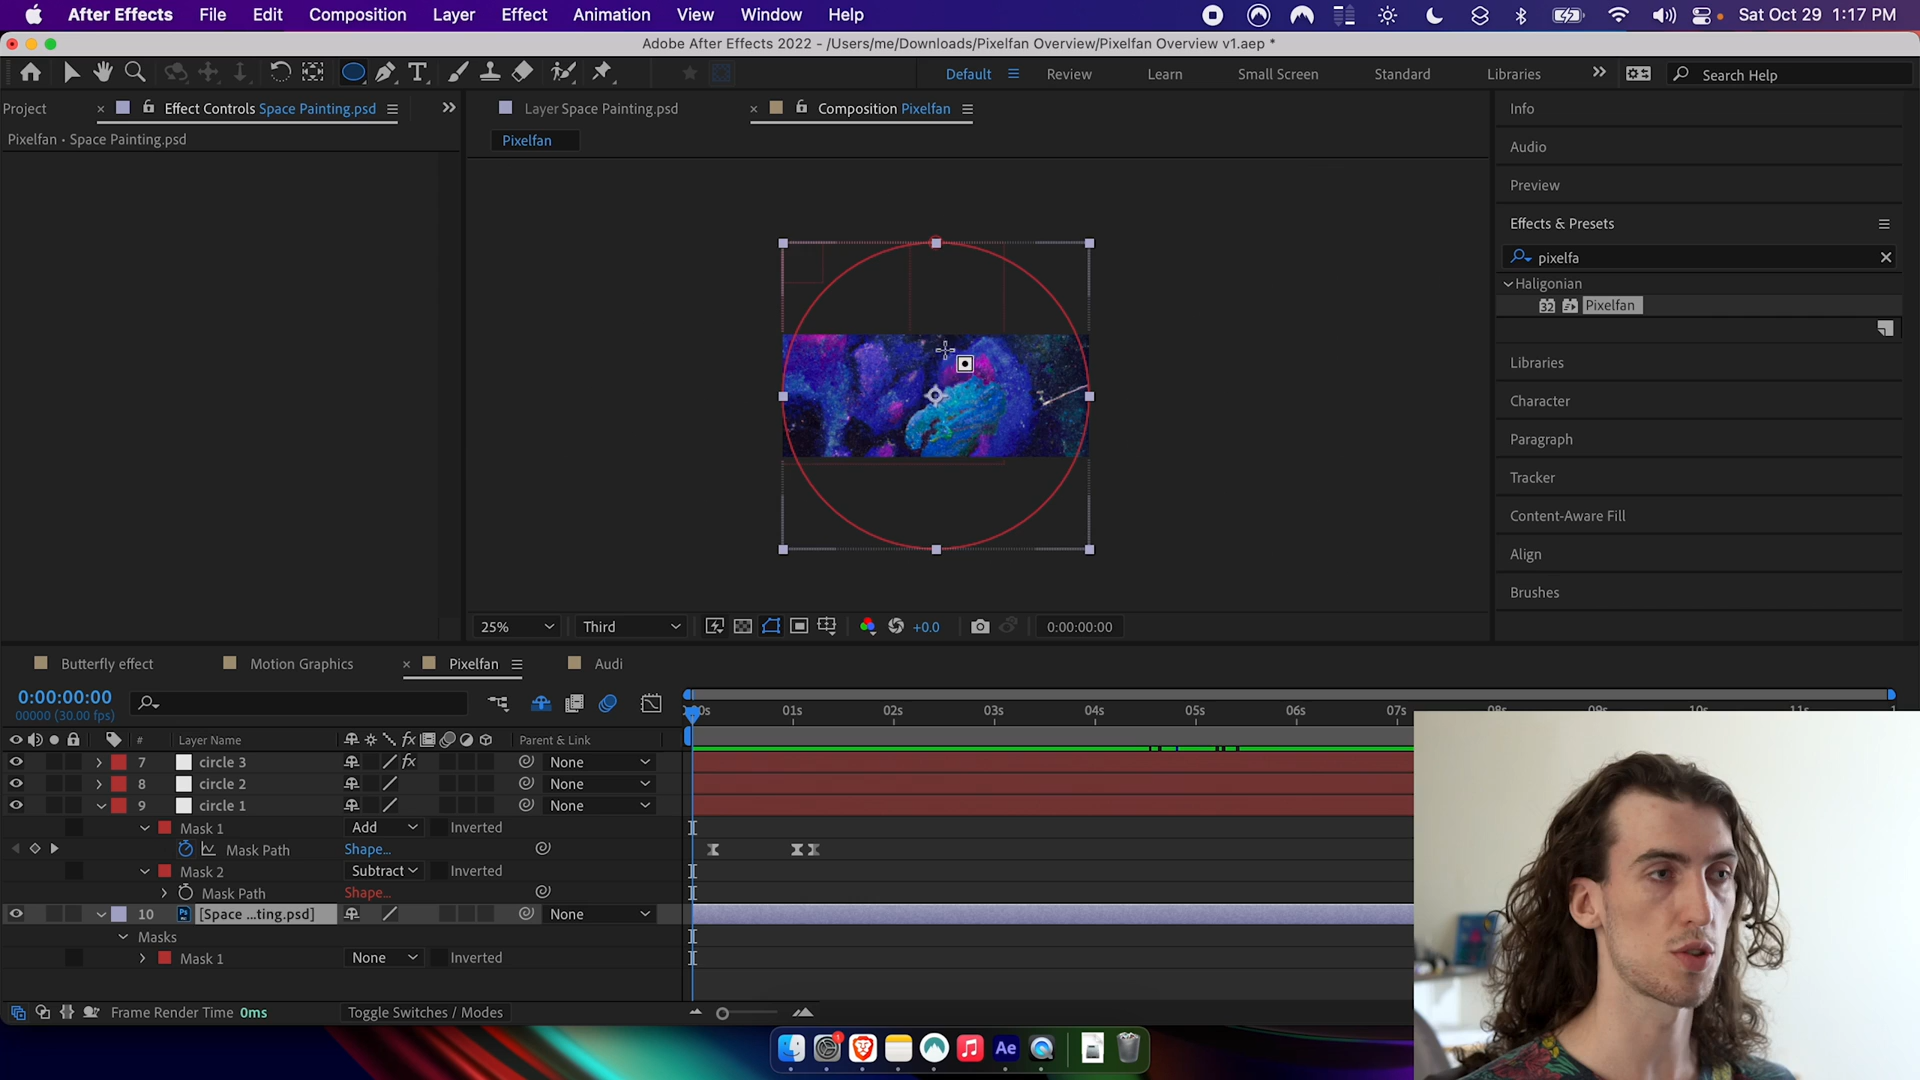 After Effects File Edit Composition Layer Effect Animation View Window Help Sat Oct 29 1:17 PM
Adobe After Effects 2022 - /Users/me/Downloads/Pixelfan Overview/Pixelfan Overview v1.aep *
Default Review Learn Small Screen Standard Libraries Search Help
Project Effect Controls Space Painting.psd Layer Space Painting.psd Composition Pixelfan Info
Pixelfan • Space Painting.psd Pixelfan
Audio
Preview
Effects & Presets
pixelfa
Haligonian
32 Pixelfan
Libraries
Character
Paragraph
Tracker
Content-Aware Fill
Align
Brushes
25% Third +0.0 0:00:00:00
Butterfly effect Motion Graphics Pixelfan Audi
0:00:00:00
00000 (30.00 fps)
01s 02s 03s 04s 05s 06s 07s
# Layer Name fx Parent & Link
7 circle 3 fx None
8 circle 2 None
9 circle 1 None
Mask 1 Add Inverted
Mask Path Shape...
Mask 2 Subtract Inverted
Mask Path Shape...
10 Ps [Space ...ting.psd] None
Masks
Mask 1 None Inverted
Frame Render Time 0ms Toggle Switches / Modes
1 Ae